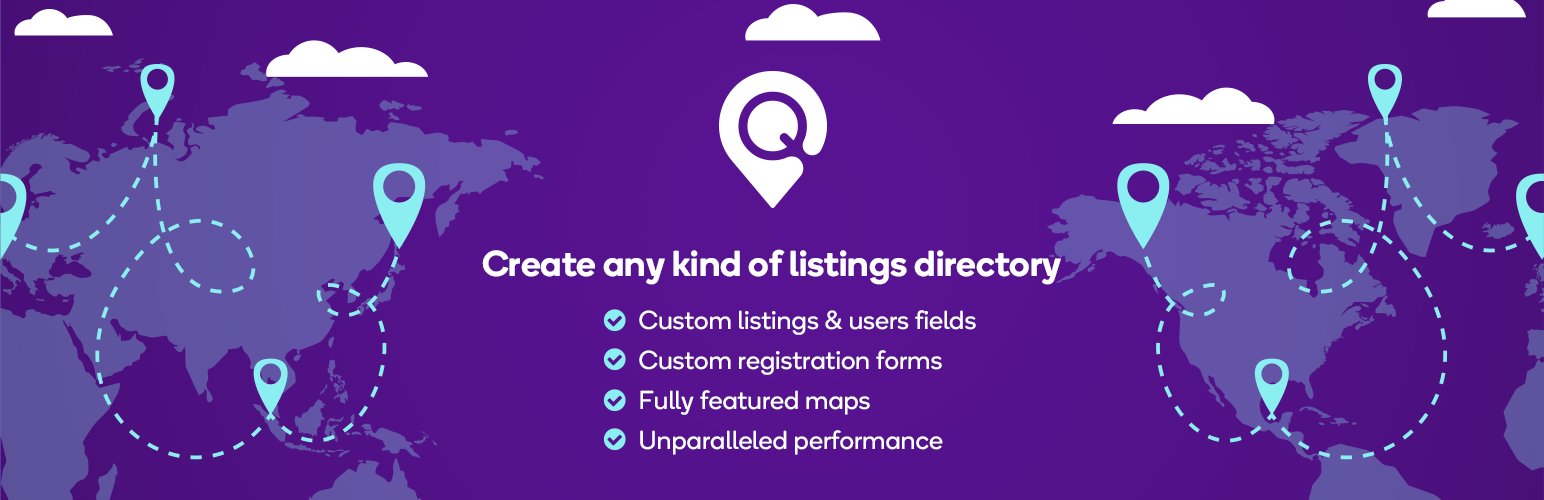 Create any kind of listings directory
Custom listings & users fields
Custom registration forms
Fully featured maps
Unparalleled performance